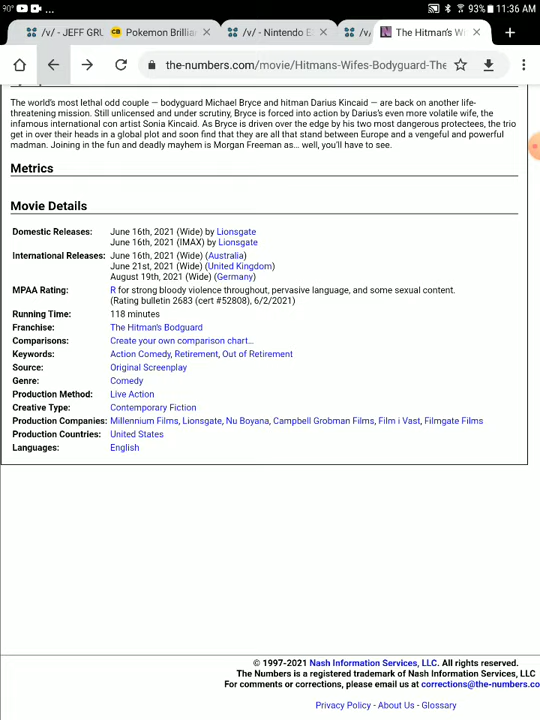 90° ... 93% 11:36 AM
/v/ - JEFF GRU Pokemon Brillia /v/ - Nintendo E /v/ The Hitman's Wi
the-numbers.com/movie/Hitmans-Wifes-Bodyguard-The
The world's most lethal odd couple — bodyguard Michael Bryce and hitman Darius Kincaid — are back on another life-
threatening mission. Still unlicensed and under scrutiny, Bryce is forced into action by Darius's even more volatile wife, the
infamous international con artist Sonia Kincaid. As Bryce is driven over the edge by his two most dangerous protectees, the trio
get in over their heads in a global plot and soon find that they are all that stand between Europe and a vengeful and powerful
madman. Joining in the fun and deadly mayhem is Morgan Freeman as... well, you'll have to see.
Metrics
Movie Details
Domestic Releases: June 16th, 2021 (Wide) by Lionsgate
June 16th, 2021 (IMAX) by Lionsgate
International Releases: June 16th, 2021 (Wide) (Australia)
June 21st, 2021 (Wide) (United Kingdom)
August 19th, 2021 (Wide) (Germany)
MPAA Rating: R for strong bloody violence throughout, pervasive language, and some sexual content.
(Rating bulletin 2683 (cert #52808), 6/2/2021)
Running Time: 118 minutes
Franchise: The Hitman's Bodguard
Comparisons: Create your own comparison chart…
Keywords: Action Comedy, Retirement, Out of Retirement
Source: Original Screenplay
Genre: Comedy
Production Method: Live Action
Creative Type: Contemporary Fiction
Production Companies: Millennium Films, Lionsgate, Nu Boyana, Campbell Grobman Films, Film i Vast, Filmgate Films
Production Countries: United States
Languages: English
© 1997-2021 Nash Information Services, LLC. All rights reserved.
The Numbers is a registered trademark of Nash Information Services, LLC
For comments or corrections, please email us at corrections@the-numbers.co
Privacy Policy - About Us - Glossary